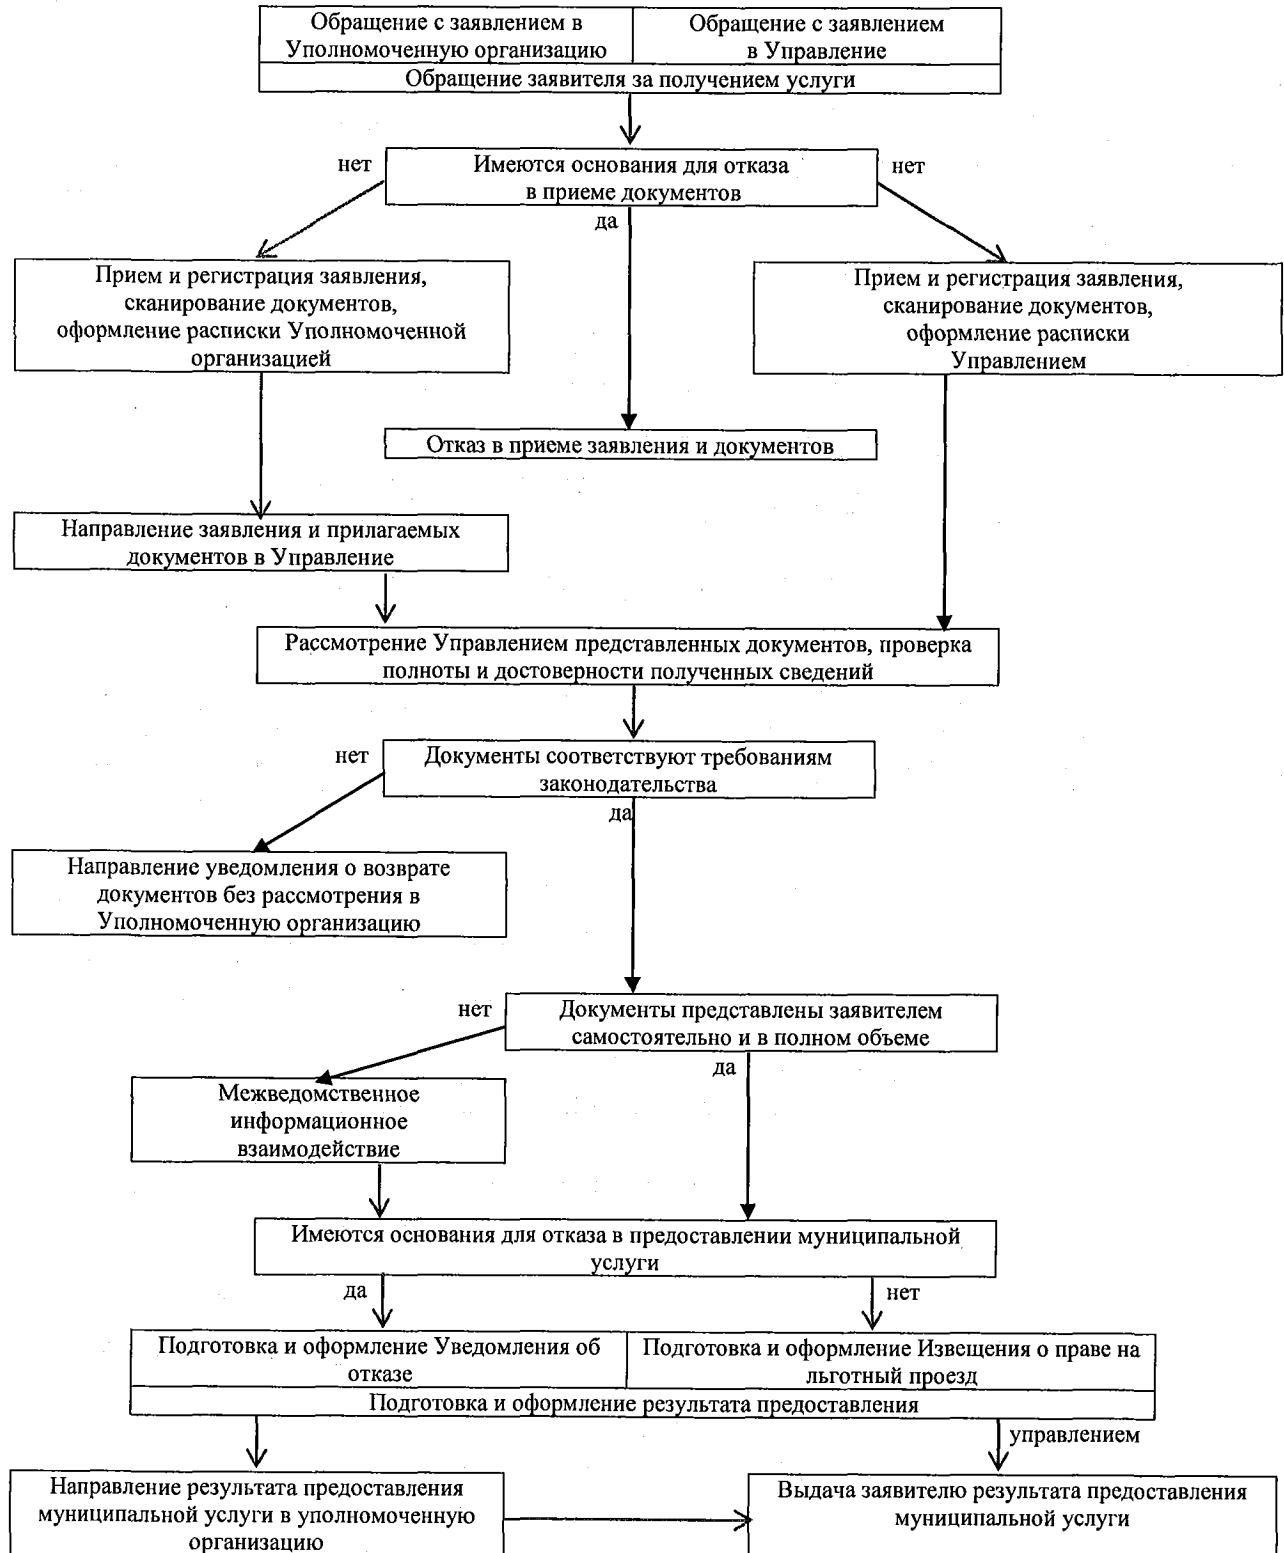 Обращение с заявлением в
Уполномоченную организацию
Обращение с заявлением
в Управление
Обращение заявителя за получением услуги
нет
Имеются основания для отказа
в приеме документов
нет
да
Прием и регистрация заявления,
сканирование документов,
оформление расписки Уполномоченной
организацией
Прием и регистрация заявления,
сканирование документов,
оформление расписки
Управлением
Отказ в приеме заявления и документов
Направление заявления и прилагаемых
документов в Управление
Рассмотрение Управлением представленных документов, проверка
полноты и достоверности полученных сведений
нет
Документы соответствуют требованиям
законодательства
да
Направление уведомления о возврате
документов без рассмотрения в
Уполномоченную организацию
нет
Документы представлены заявителем
самостоятельно и в полном объеме
да
Межведомственное
информационное
взаимодействие
Имеются основания для отказа в предоставлении муниципальной
услуги
да
нет
Подготовка и оформление Уведомления об
отказе
Подготовка и оформление Извещения о праве на
льготный проезд
Подготовка и оформление результата предоставления
управлением
Направление результата предоставления
муниципальной услуги в уполномоченную
организацию
Выдача заявителю результата предоставления
муниципальной услуги